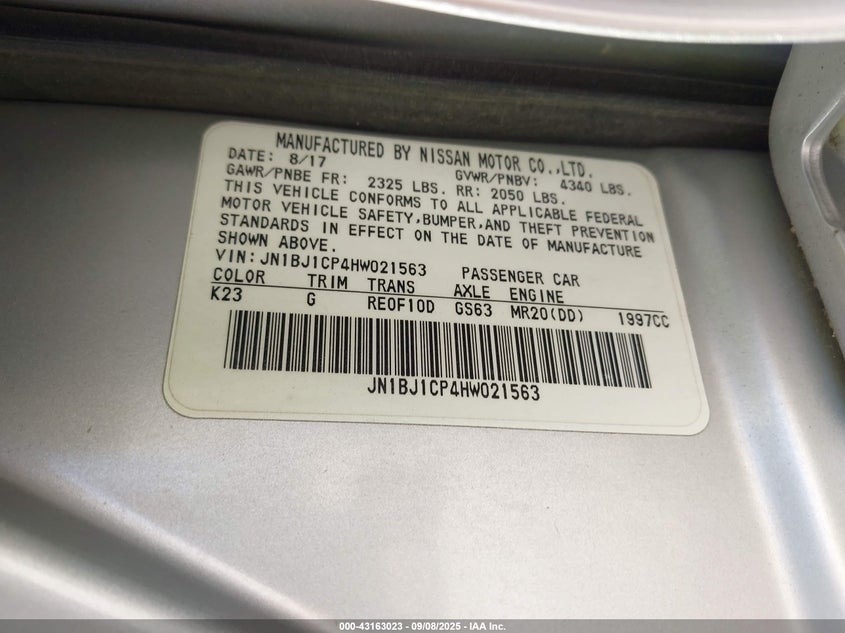 MANUFACTURED BY NISSAN MOTOR CO.,LTD.
DATE: 8/17 GVWR/PNBV: 4340 LBS.
GAWR/PNBE FR: 2325 LBS. RR: 2050 LBS.
THIS VEHICLE CONFORMS TO ALL APPLICABLE FEDERAL
MOTOR VEHICLE SAFETY,BUMPER,AND THEFT PREVENTION
STANDARDS IN EFFECT ON THE DATE OF MANUFACTURE
SHOWN ABOVE.
VIN:JN1BJ1CP4HW021563 PASSENGER CAR
COLOR TRIM TRANS AXLE ENGINE
K23 G RE0F10D GS63 MR20(DD) 1997CC
JN1BJ1CP4HW021563
000-43163023 - 09/08/2025 - IAA Inc.